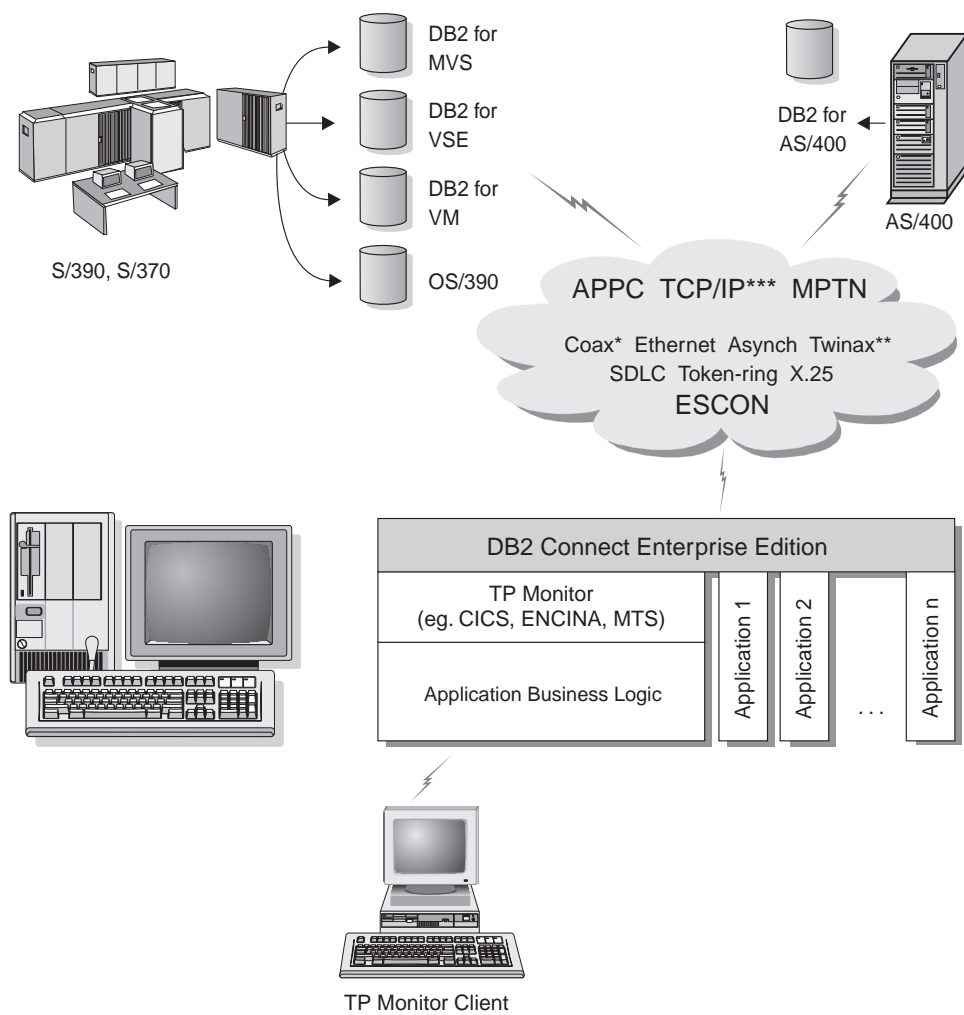 DB2 for
MVS
DB2 for
VSE
DB2 for
VM
OS/390
S/390, S/370
DB2 for
AS/400
AS/400
APPC TCP/IP*** MPTN
Coax* Ethernet Asynch Twinax**
SDLC Token-ring X.25
ESCON
DB2 Connect Enterprise Edition
TP Monitor
(eg. CICS, ENCINA, MTS)
Application Business Logic
Application 1
Application 2
. . .
Application n
TP Monitor Client